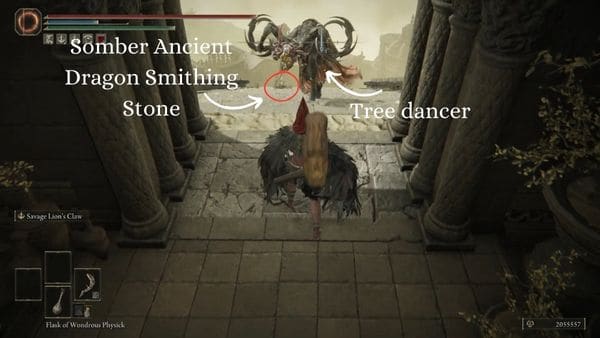 Somber Ancient
Dragon Smithing
Stone
Tree dancer
Savage Lion's Claw
Flask of Wondrous Physick
2055557